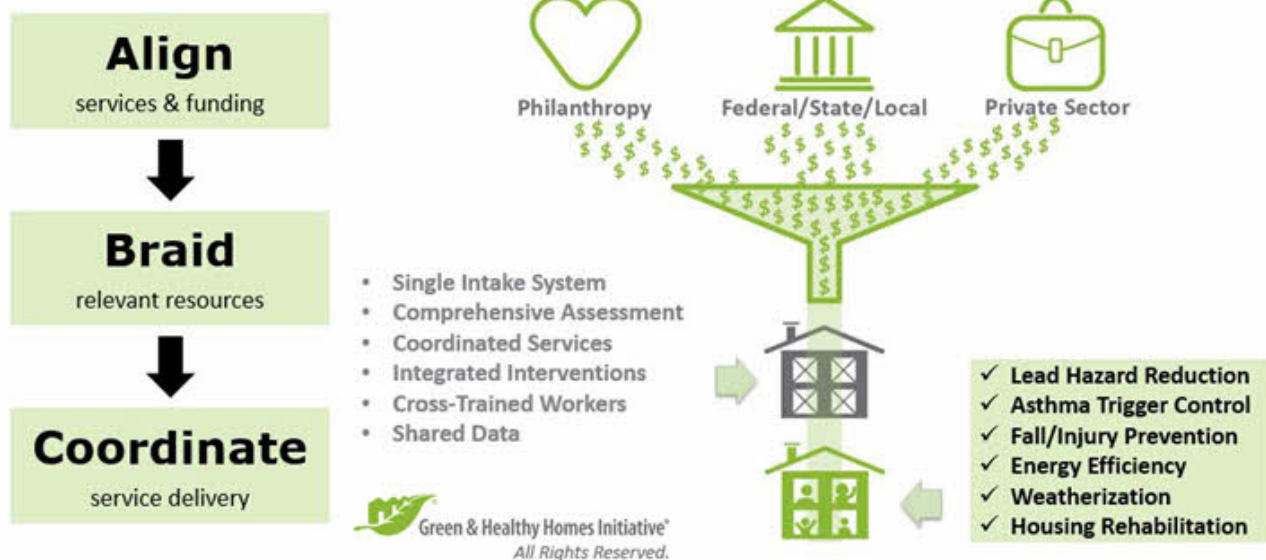 Align
services & funding
Braid
relevant resources
Coordinate
service delivery
Philanthropy
Federal/State/Local
Private Sector
• Single Intake System
• Comprehensive Assessment
• Coordinated Services
• Integrated Interventions
• Cross-Trained Workers
• Shared Data
✓ Lead Hazard Reduction
✓ Asthma Trigger Control
✓ Fall/Injury Prevention
✓ Energy Efficiency
✓ Weatherization
✓ Housing Rehabilitation
Green & Healthy Homes Initiative®
All Rights Reserved.